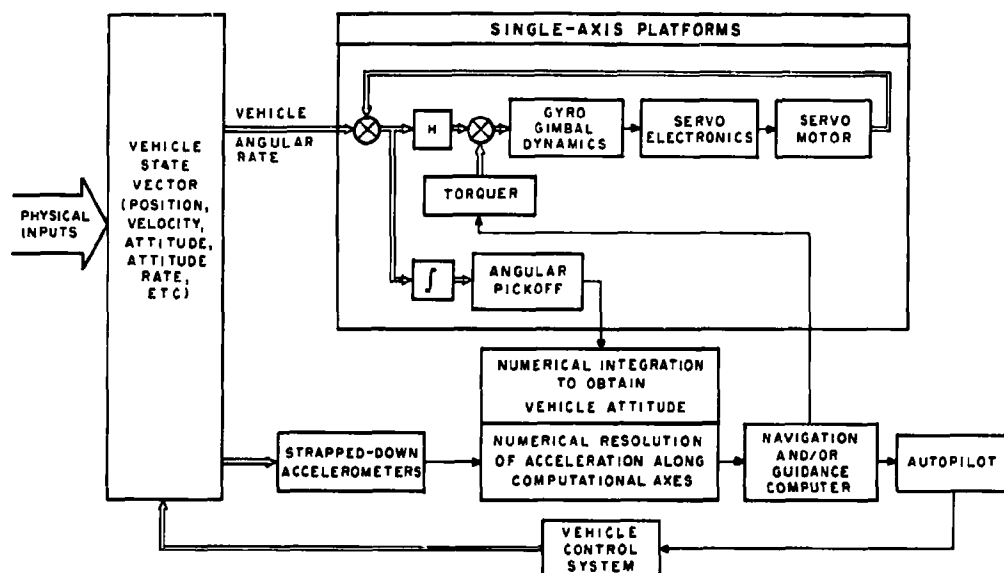 SINGLE-AXIS PLATFORMS
VEHICLE
ANGULAR
RATE
H
GYRO
GIMBAL
DYNAMICS
SERVO
ELECTRONICS
SERVO
MOTOR
VEHICLE
STATE
VECTOR
(POSITION,
VELOCITY,
ATTITUDE,
ATTITUDE
RATE,
ETC)
PHYSICAL
INPUTS
TORQUER
∫
ANGULAR
PICKOFF
NUMERICAL INTEGRATION
TO OBTAIN
VEHICLE ATTITUDE
STRAPPED-DOWN
ACCELEROMETERS
NUMERICAL RESOLUTION
OF ACCELERATION ALONG
COMPUTATIONAL AXES
NAVIGATION
AND/OR
GUIDANCE
COMPUTER
AUTOPILOT
VEHICLE
CONTROL
SYSTEM